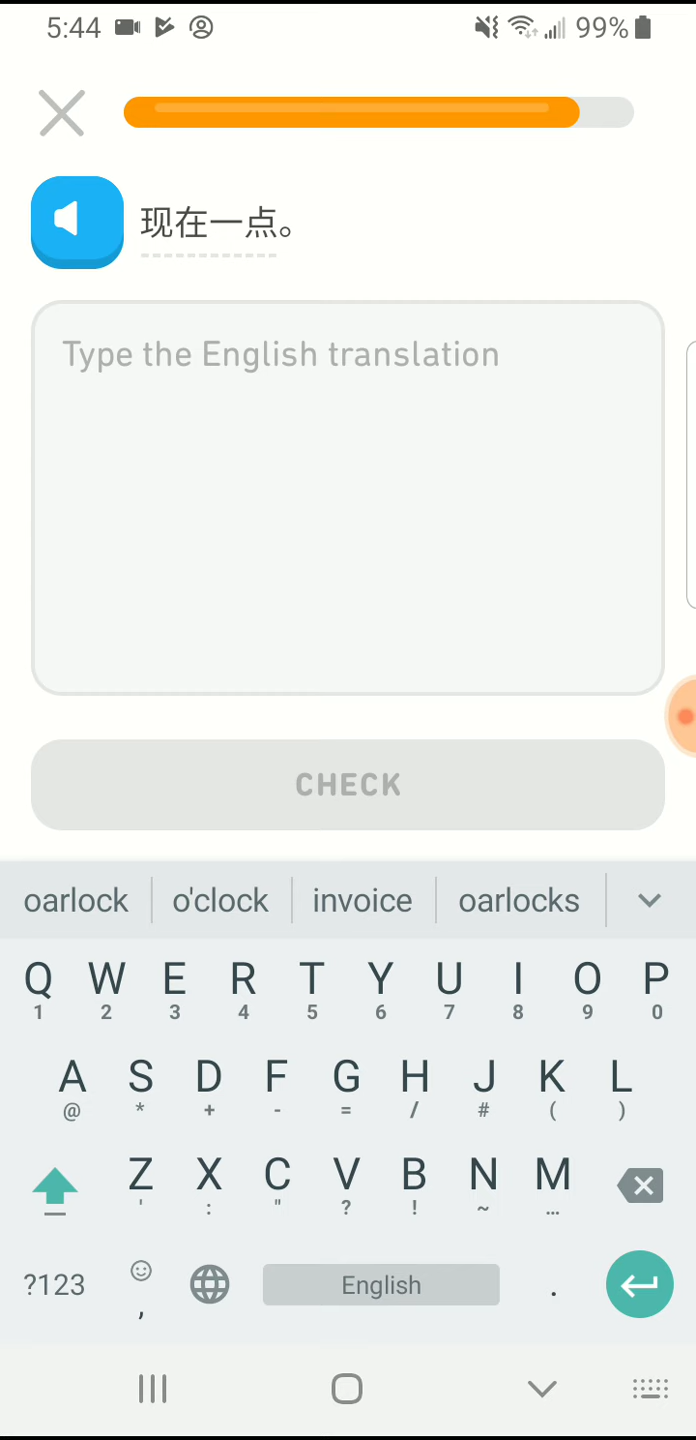 5:44 99%
现在一点。
Type the English translation
CHECK
oarlock o'clock invoice oarlocks
Q W E R T Y U I O P
1 2 3 4 5 6 7 8 9 0
A S D F G H J K L
@ * + - = / # ( )
Z X C V B N M
' : " ? ! ~ …
?123 , English .